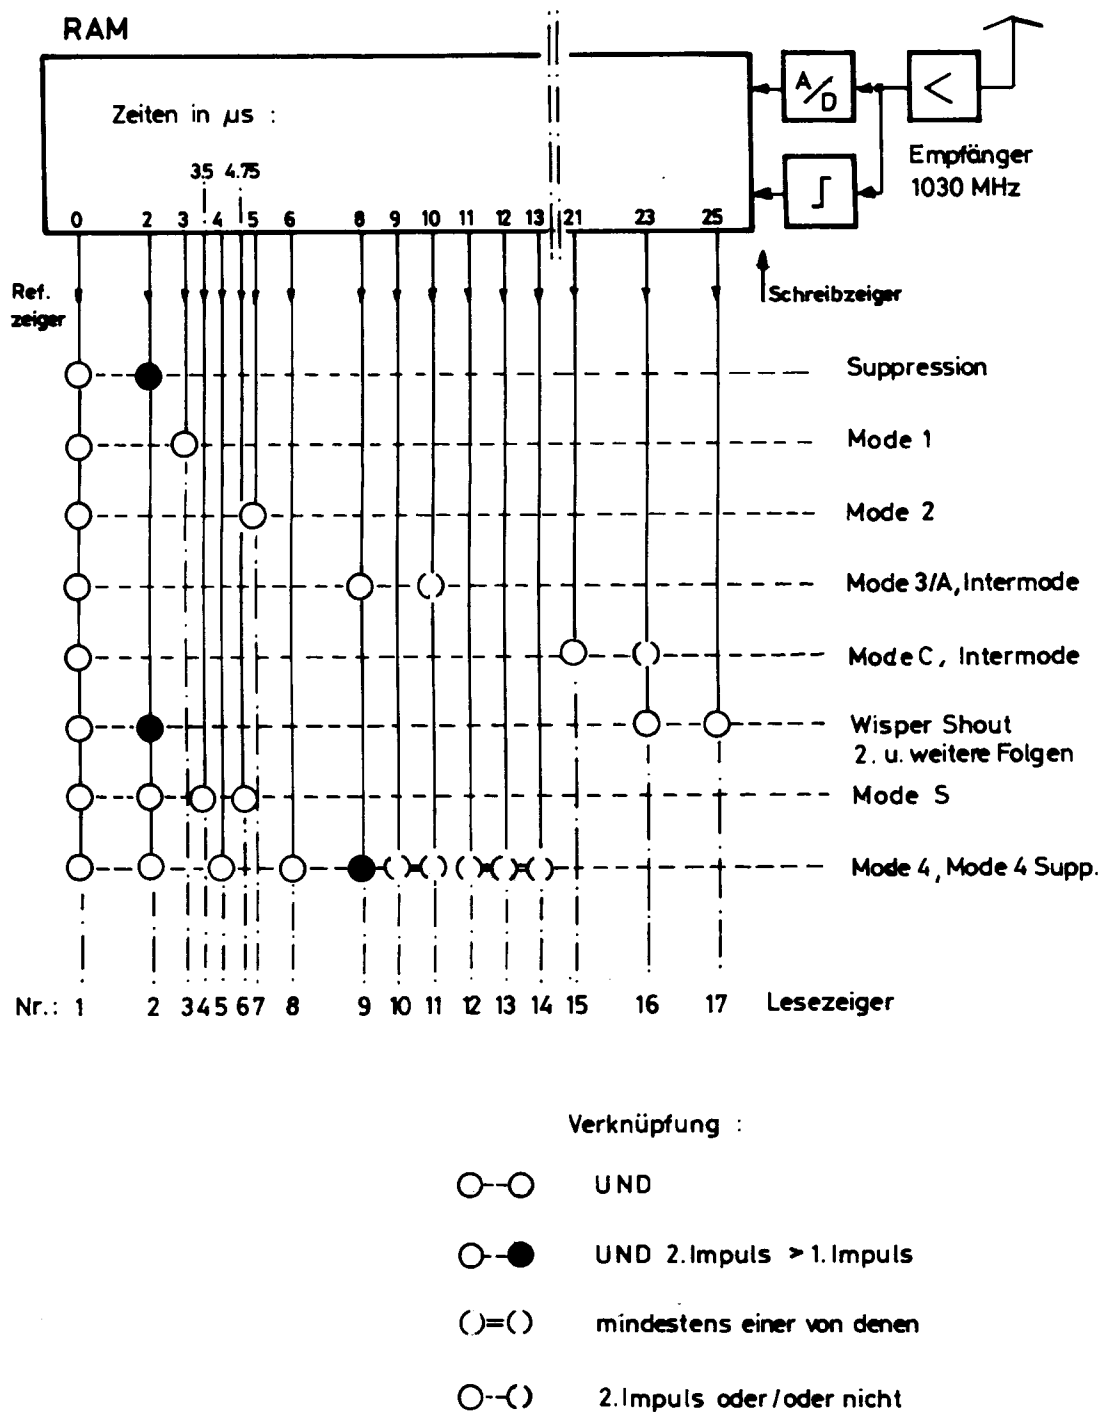 RAM
Zeiten in µs :
A/D
<
Empfänger
1030 MHz
3.5 4.75
0 2 3 4 5 6 8 9 10 11 12 13 21 23 25
Ref.
zeiger
Schreibzeiger
Suppression
Mode 1
Mode 2
Mode 3/A, Intermode
Mode C, Intermode
Wisper Shout
2. u. weitere Folgen
Mode S
Mode 4, Mode 4 Supp.
Nr.: 1 2 3 4 5 6 7 8 9 10 11 12 13 14 15 16 17 Lesezeiger
Verknüpfung :
UND
UND 2. Impuls > 1. Impuls
()=() mindestens einer von denen
2. Impuls oder/oder nicht